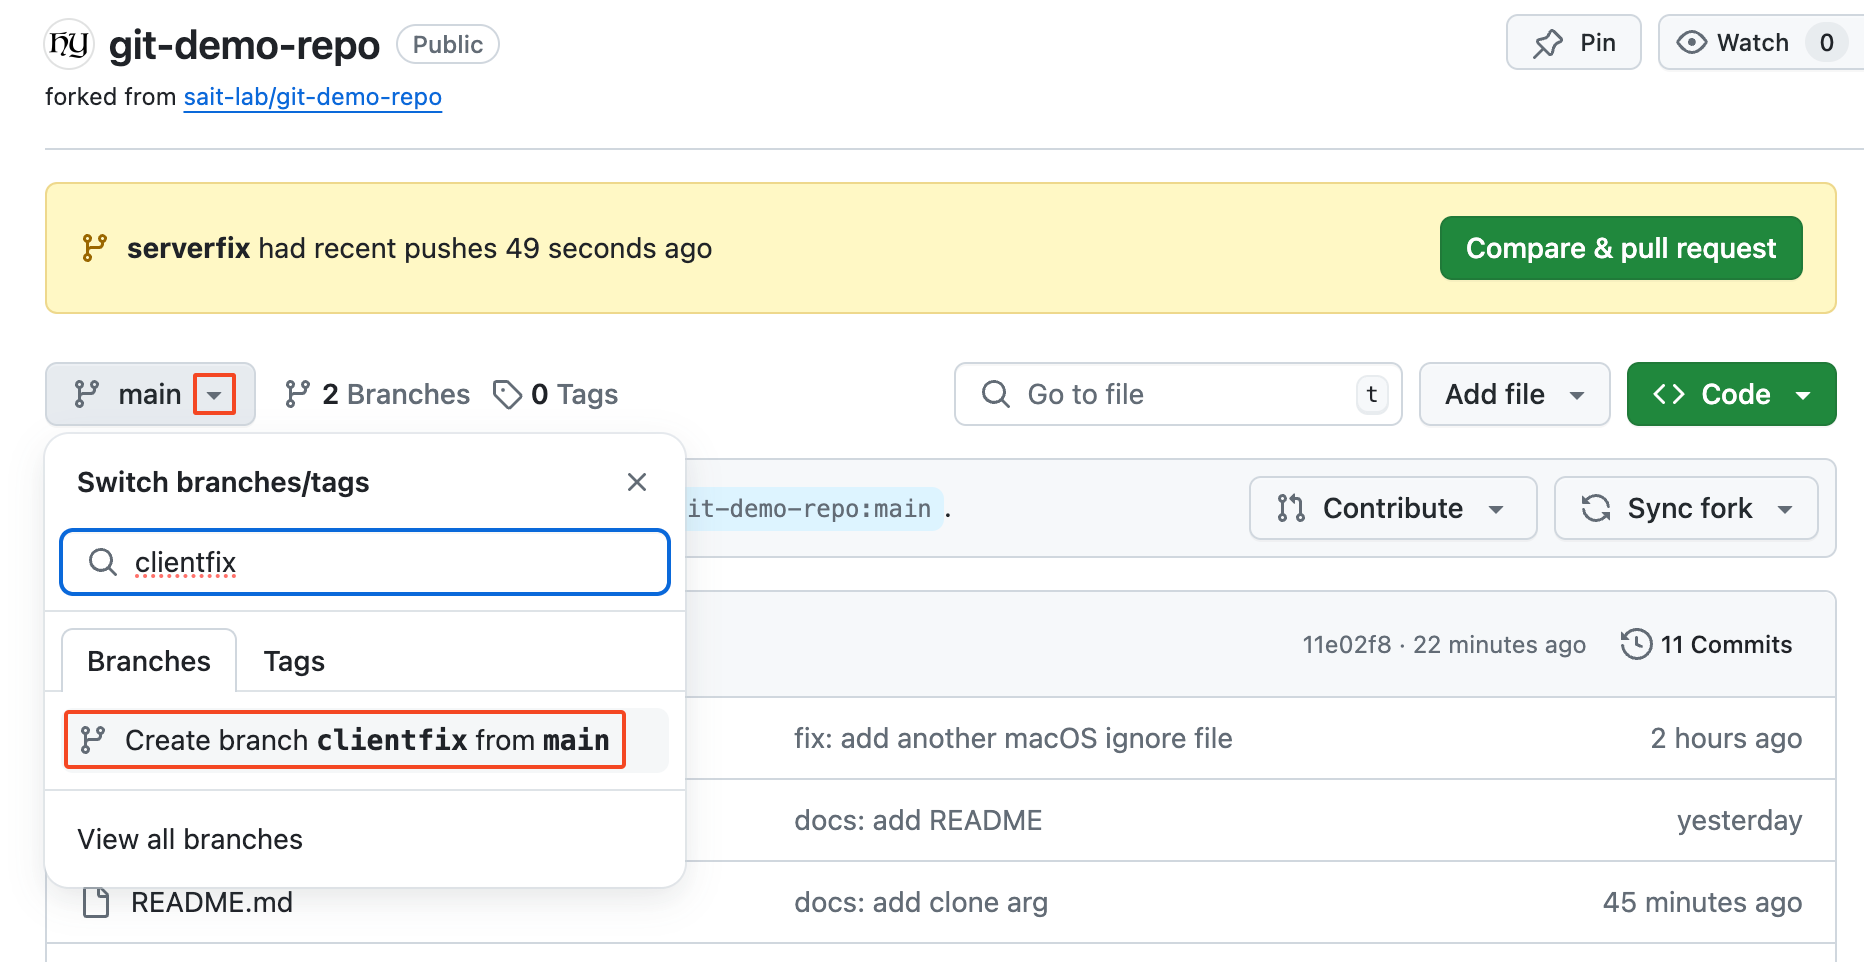 ny git-demo-repo Public Pin Watch 0
forked from sait-lab/git-demo-repo
serverfix had recent pushes 49 seconds ago Compare & pull request
main 2 Branches 0 Tags Go to file t Add file Code
Switch branches/tags
it-demo-repo:main . Contribute Sync fork
clientfix
Branches Tags
11e02f8 · 22 minutes ago 11 Commits
Create branch clientfix from main
fix: add another macOS ignore file 2 hours ago
docs: add README yesterday
View all branches
README.md docs: add clone arg 45 minutes ago